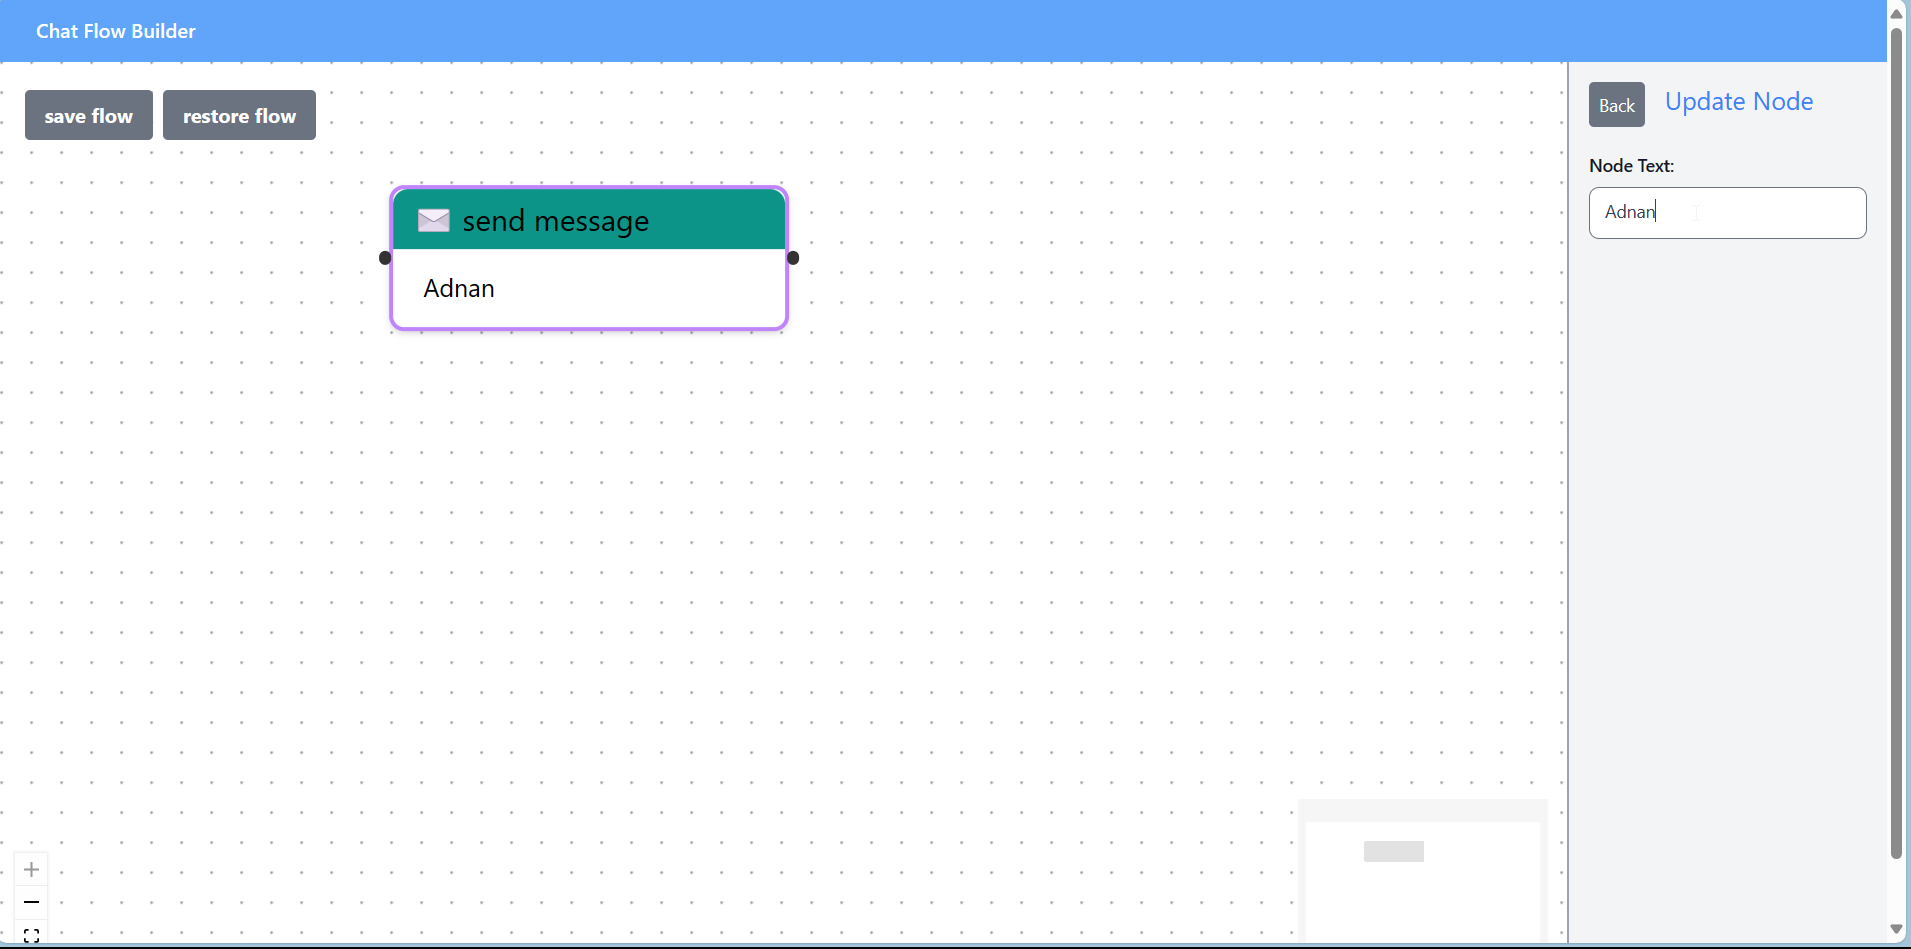 Chat Flow Builder
save flow restore flow
Back Update Node
Node Text:
Adnan
send message
Adnan